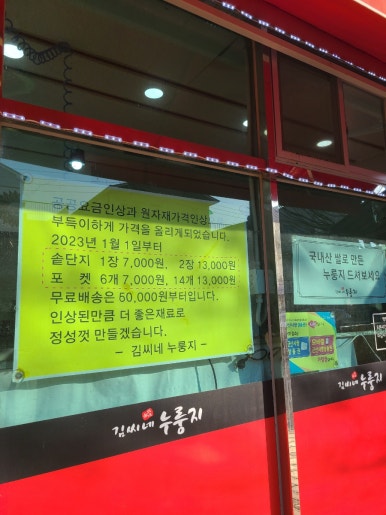 공공요금인상과 원자재가격인상
부득이하게 가격을 올리게되었습니다.
2023년 1월 1일부터
솥단지 1장 7,000원, 2장 13,000원
포 켓 6개 7,000원, 14개 13,000원
무료배송은 50,000원부터입니다.
인상된만큼 더 좋은재료로
정성껏 만들겠습니다.
– 김씨네 누룽지 –
국내산 쌀로 만든
누룽지 드셔보세요
누룽지
김씨네 누룽지
김씨네 누룽지